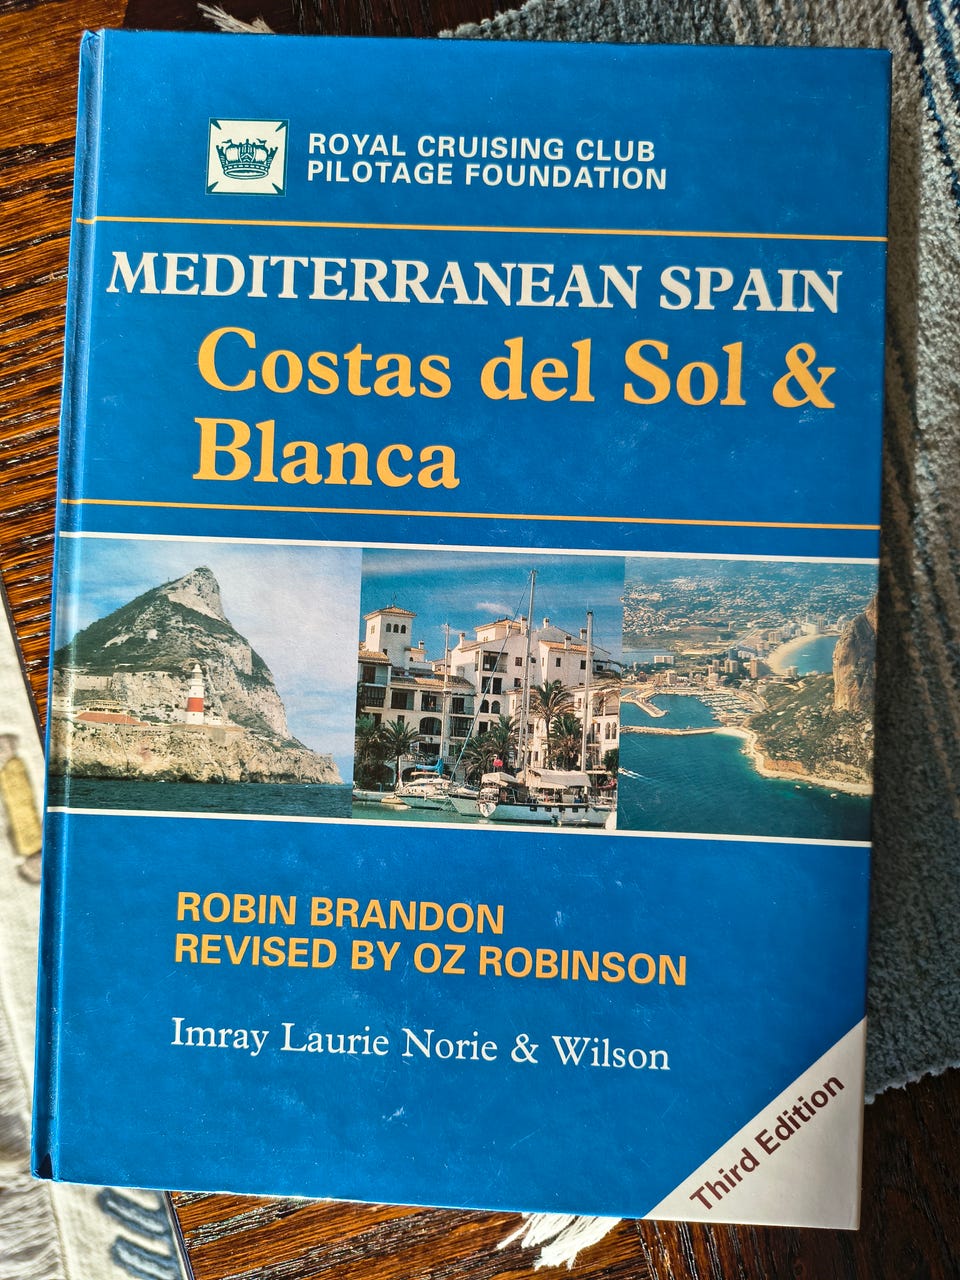 ROYAL CRUISING CLUB
PILOTAGE FOUNDATION
MEDITERRANEAN SPAIN
Costas del Sol &
Blanca
ROBIN BRANDON
REVISED BY OZ ROBINSON
Imray Laurie Norie & Wilson
Third Edition